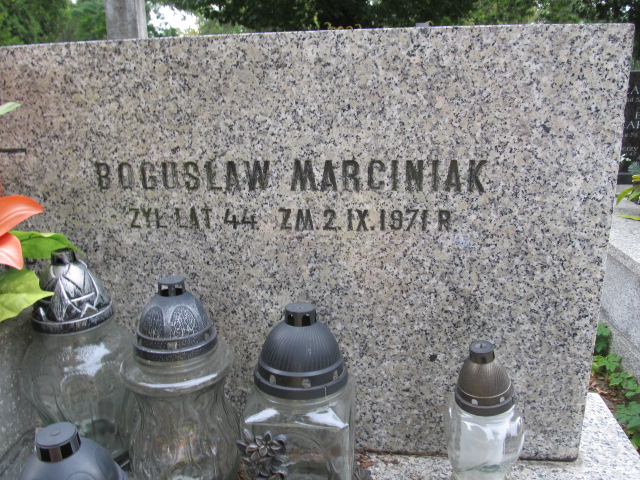 BOGUSŁAW MARCINIAK
ŻYŁ LAT 44 ZM 2.IX.1971 R